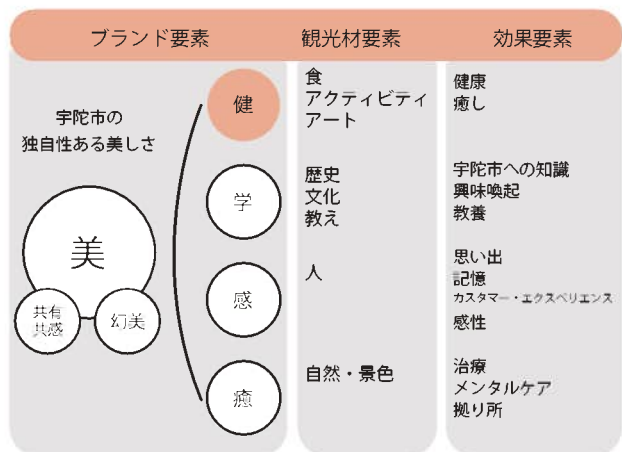 ブランド要素
観光材要素
効果要素
宇陀市の
独自性ある美しさ
美
共有
共感
幻美
健
食
アクティビティ
アート
健康
癒し
学
歴史
文化
教え
宇陀市への知識
興味喚起
教養
感
人
思い出
記憶
カスタマー・エクスペリエンス
感性
癒
自然・景色
治療
メンタルケア
拠り所